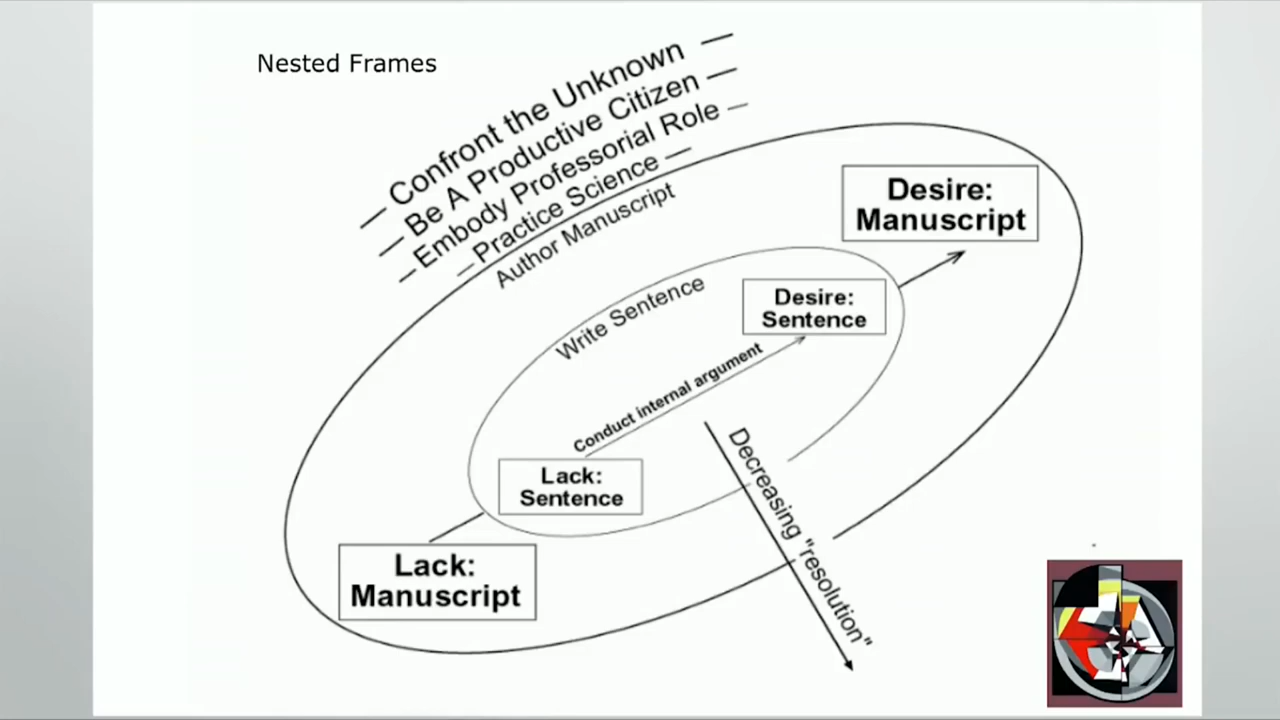 Nested Frames
Confront the Unknown
Be A Productive Citizen
Embody Professorial Role
Practice Science
Author Manuscript
Desire:
Manuscript
Write Sentence
Desire:
Sentence
Conduct internal argument
Lack:
Sentence
Decreasing "resolution"
Lack:
Manuscript